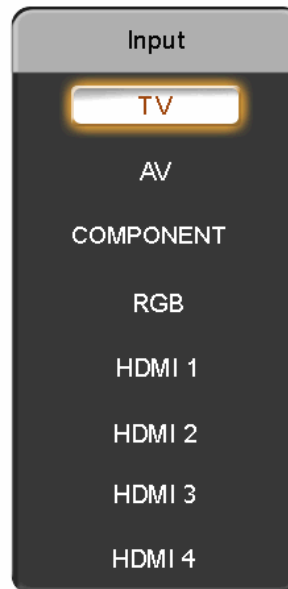 Input
TV
AV
COMPONENT
RGB
HDMI 1
HDMI 2
HDMI 3
HDMI 4